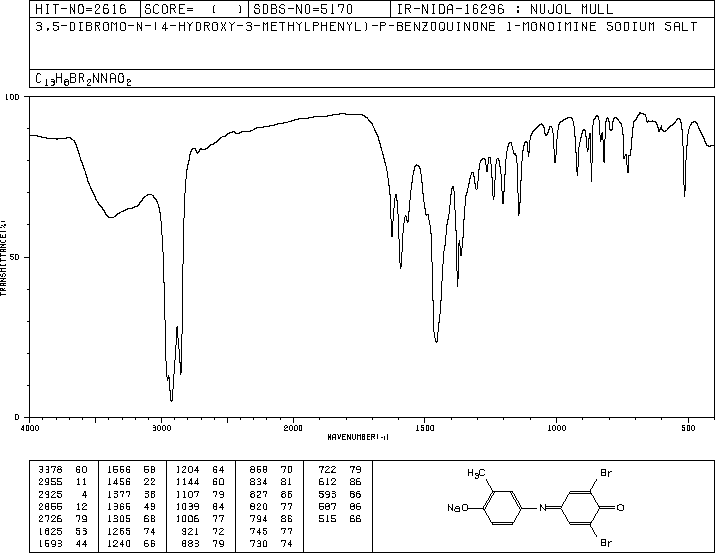 HIT-NO=2616 SCORE= ( ) SDBS-NO=5170 IR-NIDA-16296 : NUJOL MULL
3,5-DIBROMO-N-(4-HYDROXY-3-METHYLPHENYL)-P-BENZOQUINONE 1-MONOIMINE SODIUM SALT
C13H8BR2NNAO2
100
50
0
TRANSMITTANCE(%)
4000 3000 2000 1500 1000 500
WAVENUMBER(-1)
3378 60 1566 58 1204 64 868 70 722 79
2955 11 1456 22 1144 60 834 81 612 86
2925 4 1377 38 1107 79 827 86 593 86
2855 12 1366 49 1039 84 820 77 587 86
2726 79 1305 68 1006 77 794 86 515 66
1625 53 1265 74 921 72 745 77
1593 44 1240 66 883 79 730 74
H3C
NaO
N
Br
O
Br